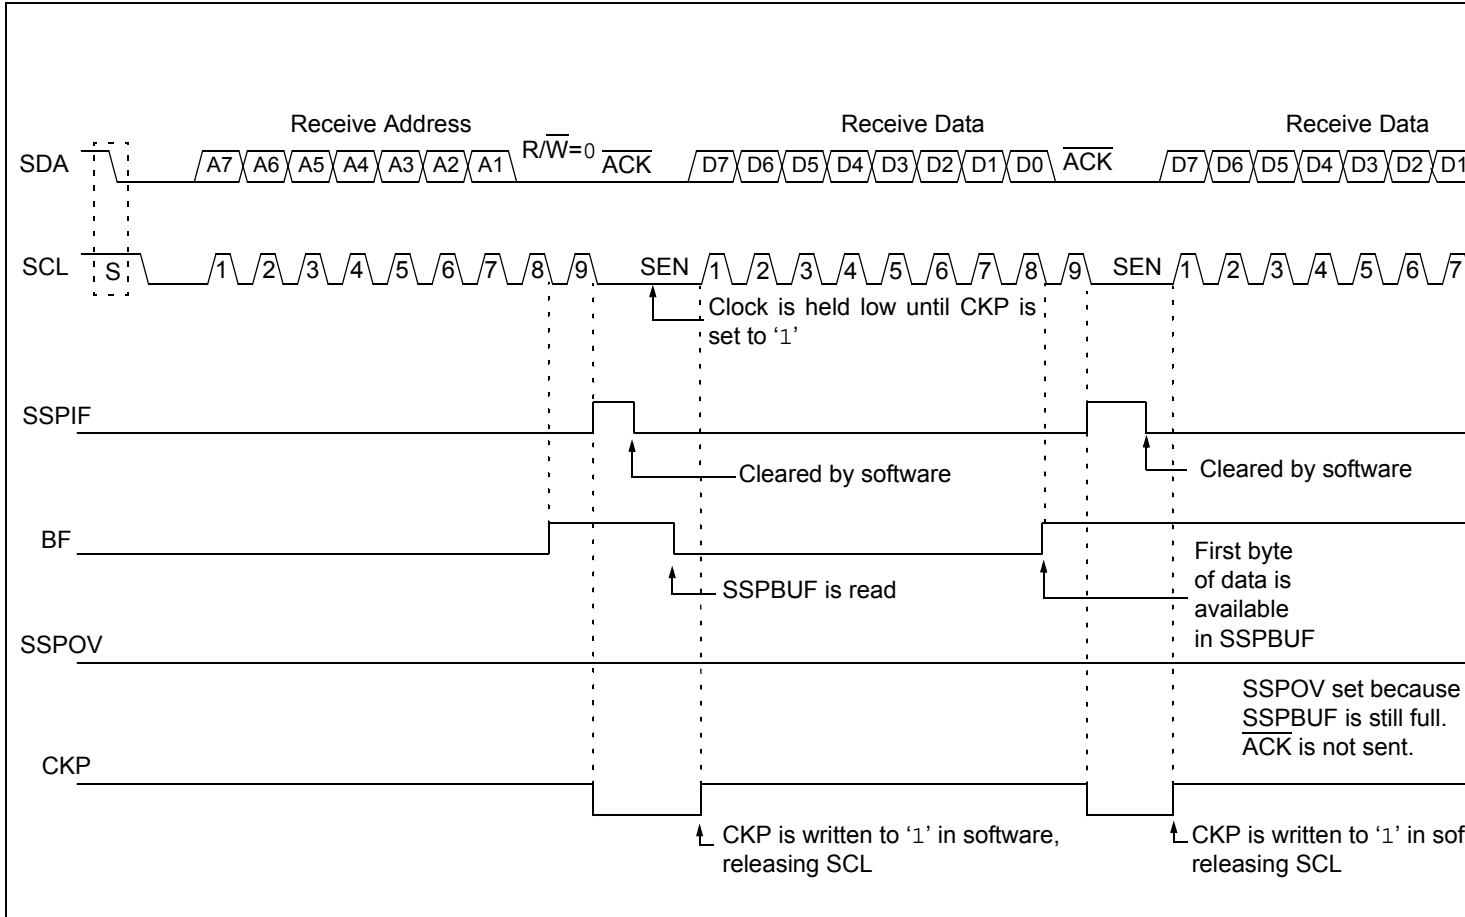 Receive Address
Receive Data
Receive Data
SDA
A7 A6 A5 A4 A3 A2 A1 R/W=0 ACK D7 D6 D5 D4 D3 D2 D1 D0 ACK D7 D6 D5 D4 D3 D2 D1
SCL S 1 2 3 4 5 6 7 8 9 SEN 1 2 3 4 5 6 7 8 9 SEN 1 2 3 4 5 6 7
Clock is held low until CKP is
set to ‘1’
SSPIF
Cleared by software
Cleared by software
BF
SSPBUF is read
First byte
of data is
available
in SSPBUF
SSPOV
SSPOV set because
SSPBUF is still full.
ACK is not sent.
CKP
CKP is written to ‘1’ in software,
releasing SCL
CKP is written to ‘1’ in sof
releasing SCL